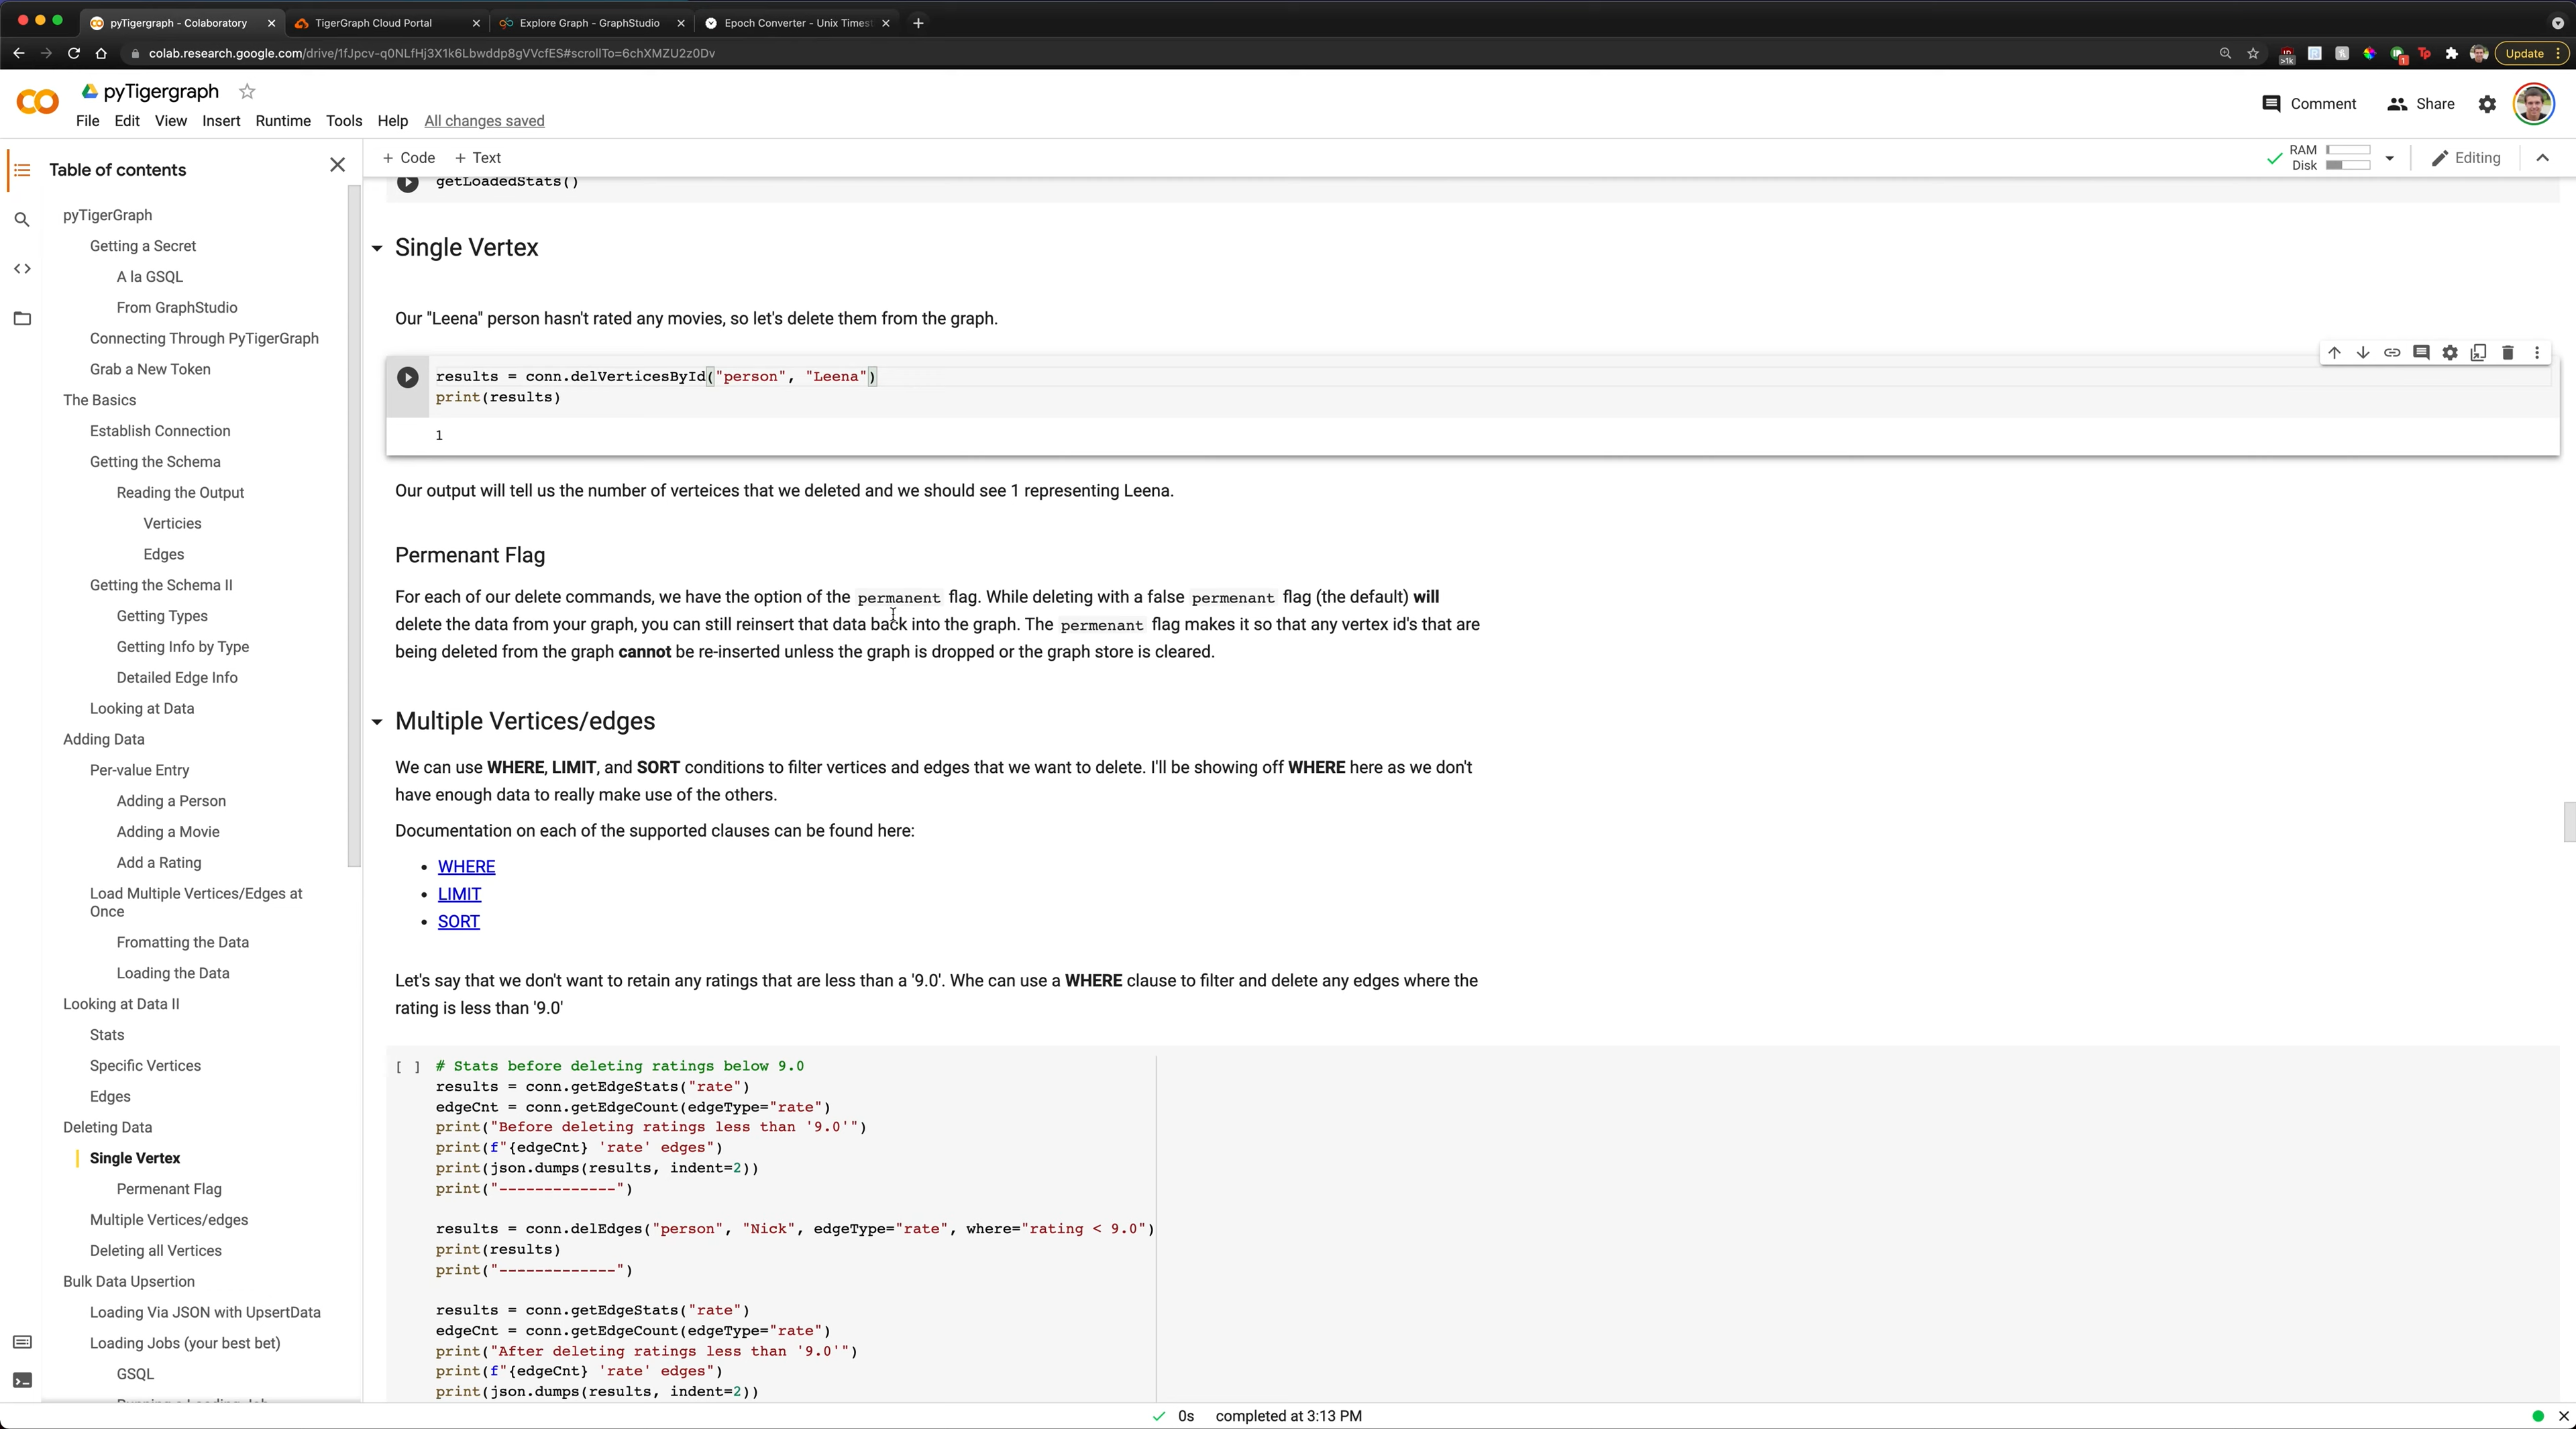 pyTigergraph - Colaboratory
TigerGraph Cloud Portal
Explore Graph - GraphStudio
Epoch Converter - Unix Timest
colab.research.google.com/drive/1fJpcv-q0NLfHj3X1k6Lbwddp8gVVcfES#scrollTo=6chXMZU2z0Dv
>1k
1
Tp
Update
CO
pyTigergraph
File Edit View Insert Runtime Tools Help All changes saved
Comment
Share
Table of contents
+ Code + Text
RAM
Disk
Editing
pyTigerGraph
Getting a Secret
A la GSQL
From GraphStudio
Connecting Through PyTigerGraph
Grab a New Token
The Basics
Establish Connection
Getting the Schema
Reading the Output
Verticies
Edges
Getting the Schema II
Getting Types
Getting Info by Type
Detailed Edge Info
Looking at Data
Adding Data
Per-value Entry
Adding a Person
Adding a Movie
Add a Rating
Load Multiple Vertices/Edges at
Once
Fromatting the Data
Loading the Data
Looking at Data II
Stats
Specific Vertices
Edges
Deleting Data
Single Vertex
Permenant Flag
Multiple Vertices/edges
Deleting all Vertices
Bulk Data Upsertion
Loading Via JSON with UpsertData
Loading Jobs (your best bet)
GSQL
Running a Loading Job
getLoadedStats()
Single Vertex
Our "Leena" person hasn't rated any movies, so let's delete them from the graph.
results = conn.delVerticesById("person", "Leena")
print(results)
1
Our output will tell us the number of verteices that we deleted and we should see 1 representing Leena.
Permenant Flag
For each of our delete commands, we have the option of the permanent flag. While deleting with a false permenant flag (the default) will
delete the data from your graph, you can still reinsert that data back into the graph. The permenant flag makes it so that any vertex id's that are
being deleted from the graph cannot be re-inserted unless the graph is dropped or the graph store is cleared.
Multiple Vertices/edges
We can use WHERE, LIMIT, and SORT conditions to filter vertices and edges that we want to delete. I'll be showing off WHERE here as we don't
have enough data to really make use of the others.
Documentation on each of the supported clauses can be found here:
• WHERE
• LIMIT
• SORT
Let's say that we don't want to retain any ratings that are less than a '9.0'. Whe can use a WHERE clause to filter and delete any edges where the
rating is less than '9.0'
[ ] # Stats before deleting ratings below 9.0
results = conn.getEdgeStats("rate")
edgeCnt = conn.getEdgeCount(edgeType="rate")
print("Before deleting ratings less than '9.0'")
print(f"{edgeCnt} 'rate' edges")
print(json.dumps(results, indent=2))
print("-------------")
results = conn.delEdges("person", "Nick", edgeType="rate", where="rating < 9.0")
print(results)
print("-------------")
results = conn.getEdgeStats("rate")
edgeCnt = conn.getEdgeCount(edgeType="rate")
print("After deleting ratings less than '9.0'")
print(f"{edgeCnt} 'rate' edges")
print(json.dumps(results, indent=2))
0s completed at 3:13 PM